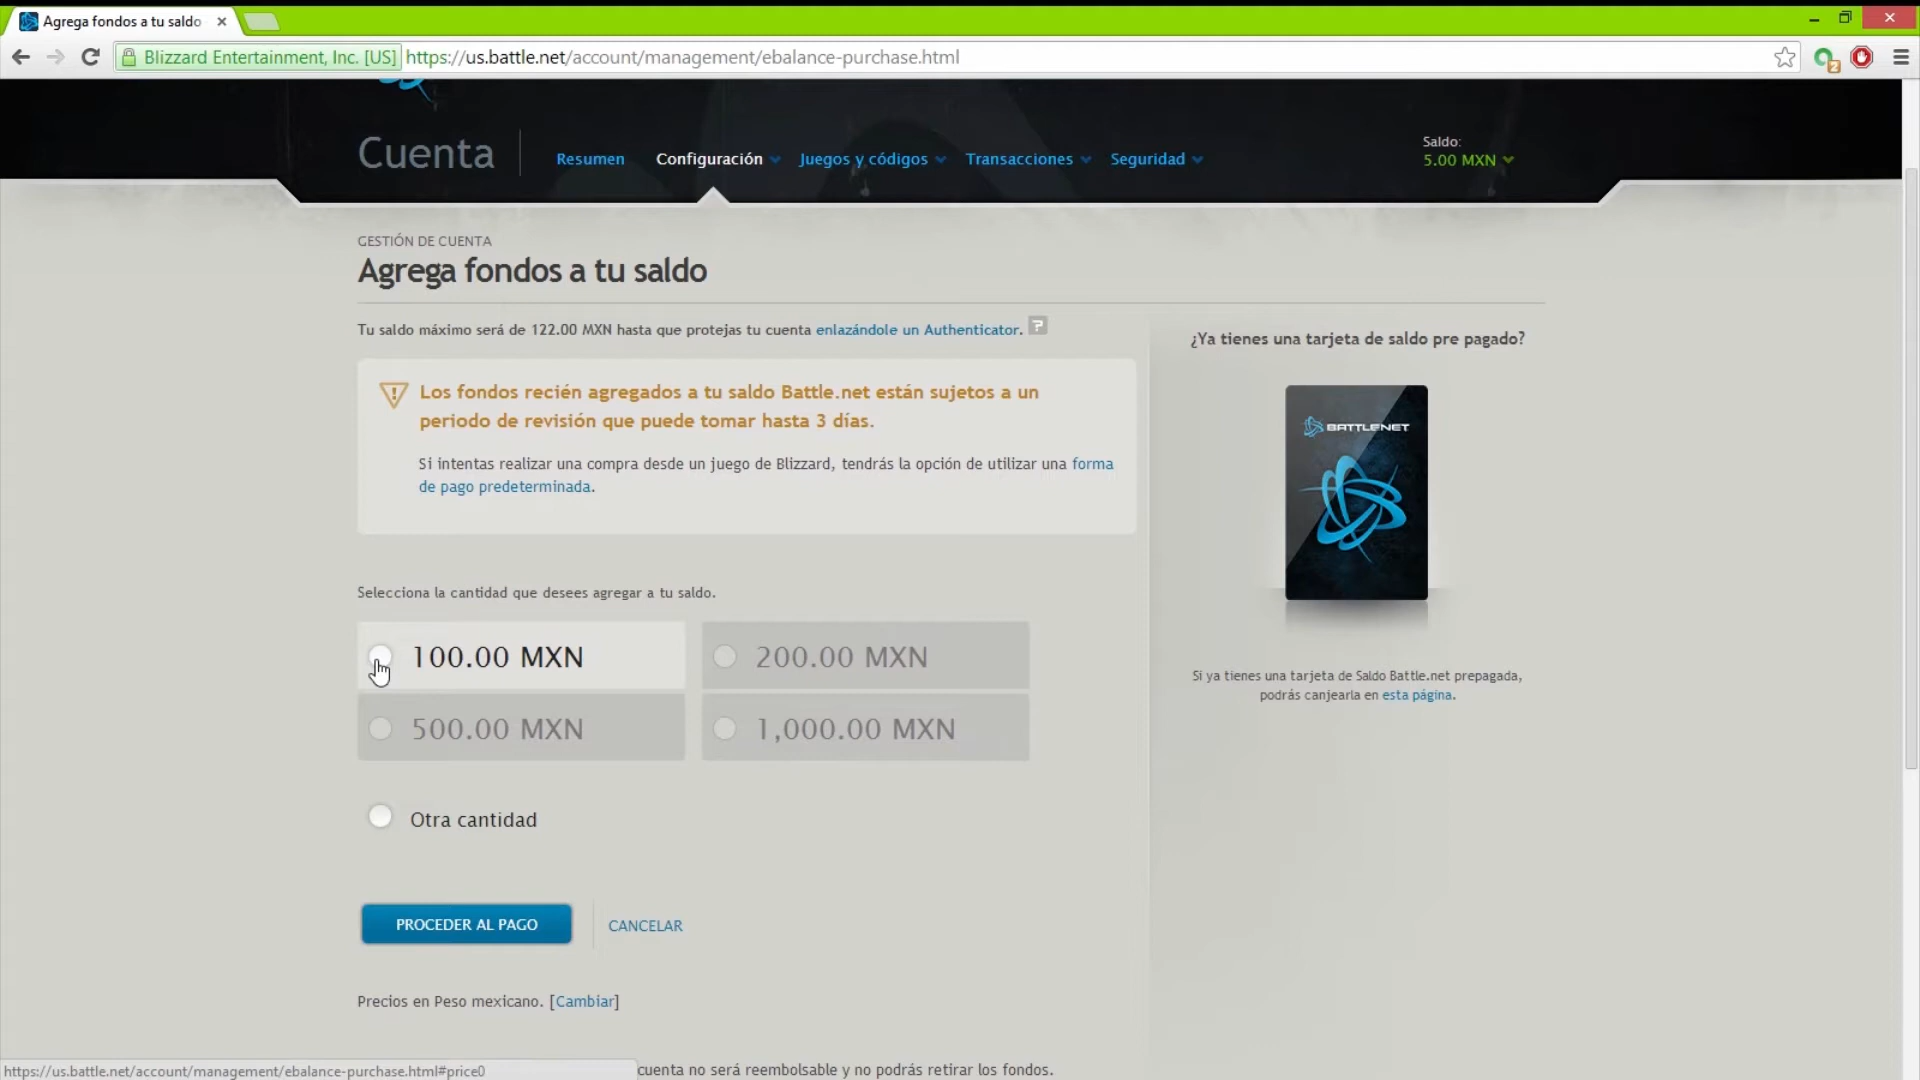 Agrega fondos a tu saldo
Blizzard Entertainment, Inc. [US] https://us.battle.net/account/management/ebalance-purchase.html
2
Cuenta
Resumen
Configuración
Juegos y códigos
Transacciones
Seguridad
Saldo:
5.00 MXN
GESTIÓN DE CUENTA
Agrega fondos a tu saldo
Tu saldo máximo será de 122.00 MXN hasta que protejas tu cuenta enlazándole un Authenticator. ?
Los fondos recién agregados a tu saldo Battle.net están sujetos a un
periodo de revisión que puede tomar hasta 3 días.
Si intentas realizar una compra desde un juego de Blizzard, tendrás la opción de utilizar una forma
de pago predeterminada.
Selecciona la cantidad que desees agregar a tu saldo.
100.00 MXN
200.00 MXN
500.00 MXN
1,000.00 MXN
Otra cantidad
PROCEDER AL PAGO
CANCELAR
Precios en Peso mexicano. [Cambiar]
cuenta no será reembolsable y no podrás retirar los fondos.
¿Ya tienes una tarjeta de saldo pre pagado?
BATTLE.NET
Si ya tienes una tarjeta de Saldo Battle.net prepagada,
podrás canjearla en esta página.
https://us.battle.net/account/management/ebalance-purchase.html#price0